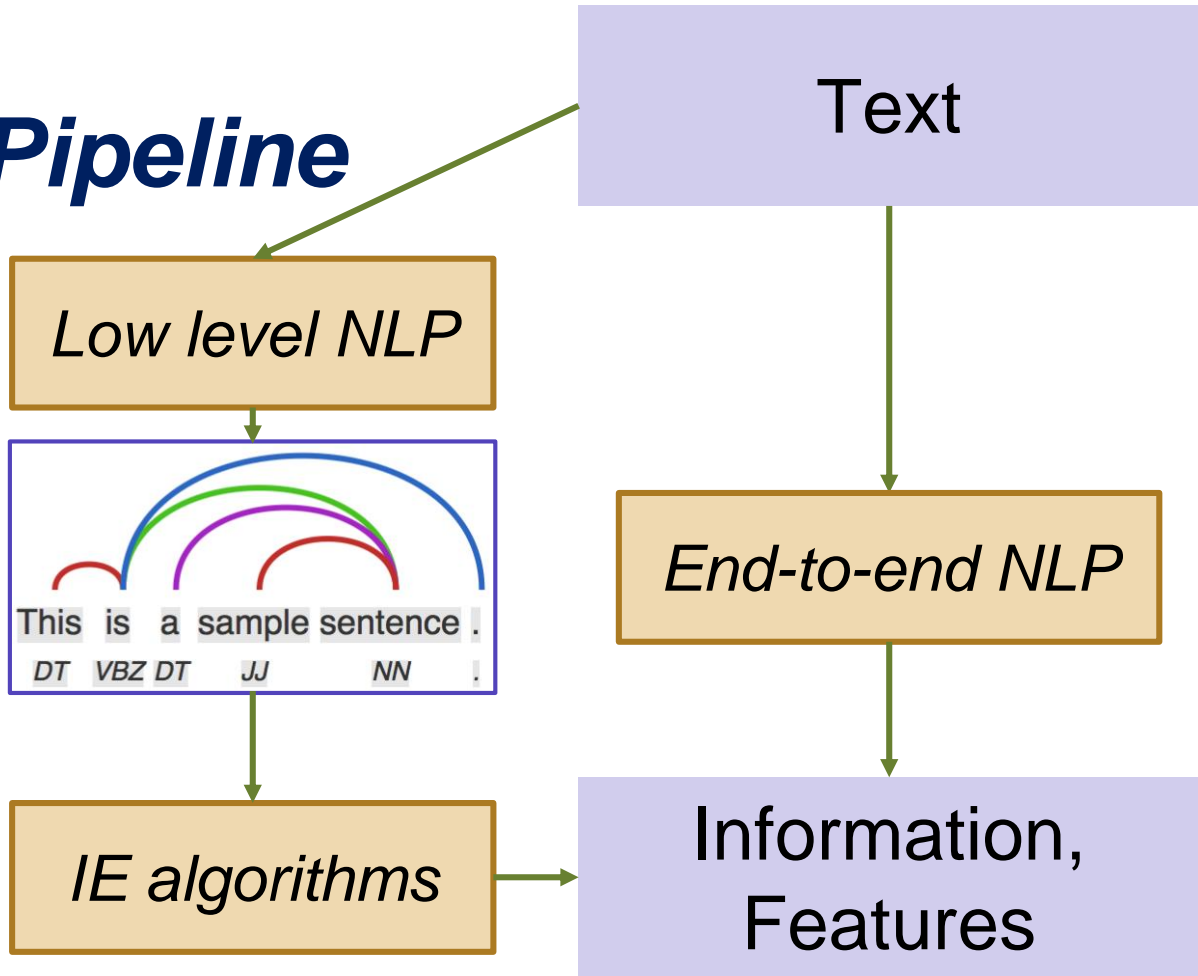 Pipeline
Text
Low level NLP
This is a sample sentence .
DT VBZ DT JJ NN .
End-to-end NLP
IE algorithms
Information,
Features